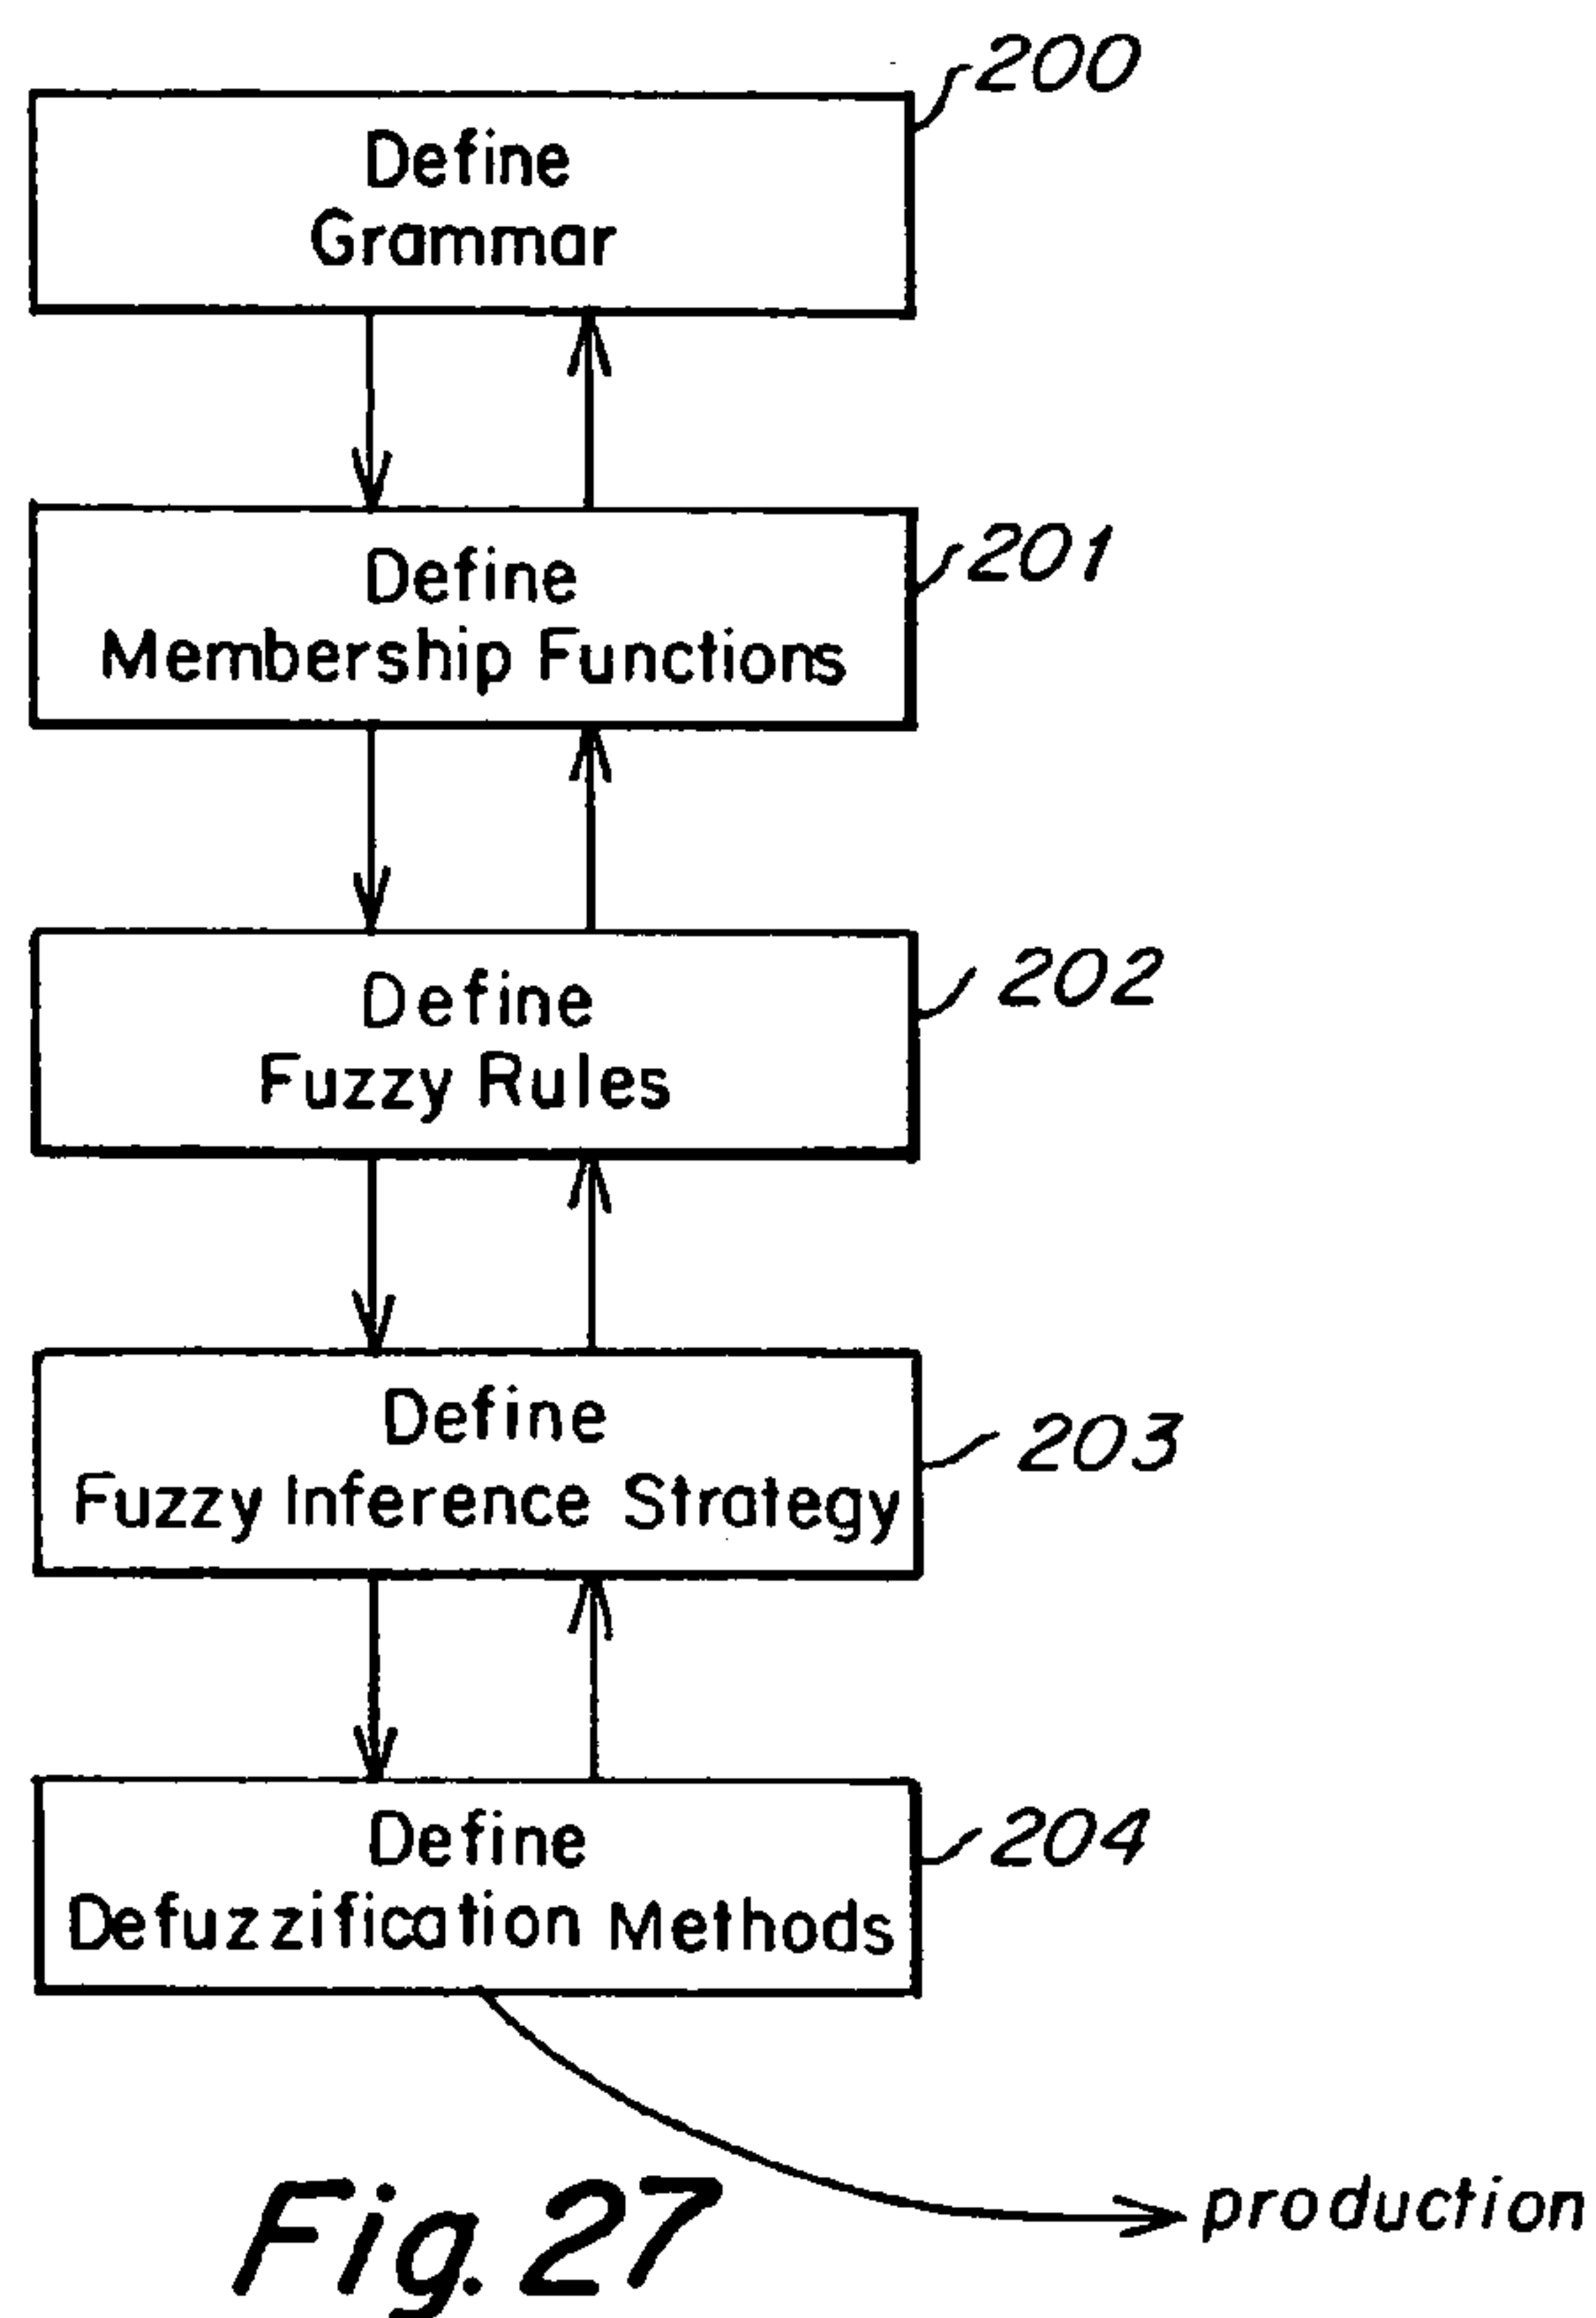 200
Define
Grammar
201
Define
Membership Functions
202
Define
Fuzzy Rules
203
Define
Fuzzy Inference Strategy
204
Define
Defuzzification Methods
production
Fig. 27